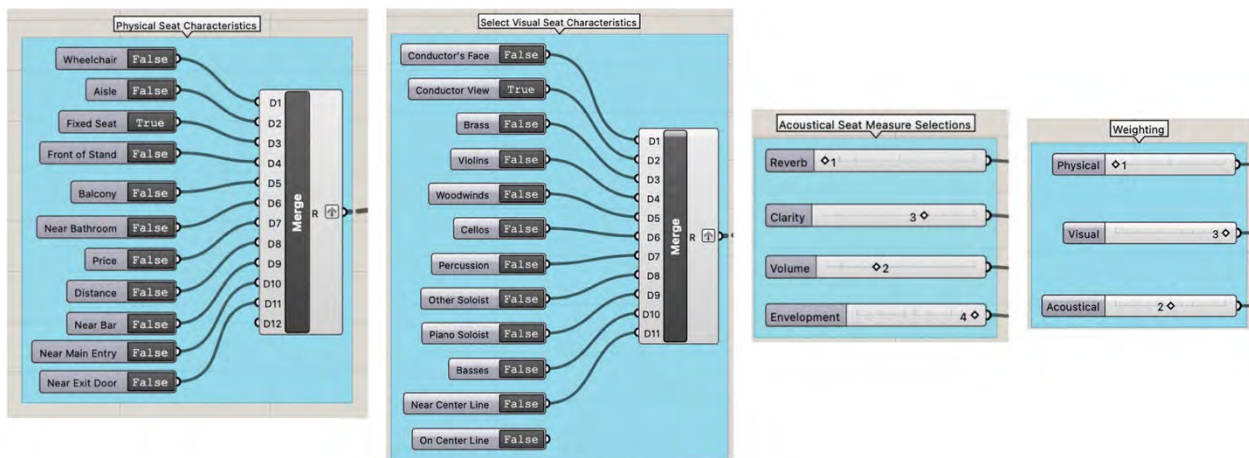 Physical Seat Characteristics
Wheelchair False
Aisle False
Fixed Seat True
Front of Stand False
Balcony False
Near Bathroom False
Price False
Distance False
Near Bar False
Near Main Entry False
Near Exit Door False
D1
D2
D3
D4
D5
D6
D7
D8
D9
D10
D11
D12
Merge
R
Select Visual Seat Characteristics
Conductor's Face False
Conductor View True
Brass False
Violins False
Woodwinds False
Cellos False
Percussion False
Other Soloist False
Piano Soloist False
Basses False
Near Center Line False
On Center Line False
D1
D2
D3
D4
D5
D6
D7
D8
D9
D10
D11
Merge
R
Acoustical Seat Measure Selections
Reverb 1
Clarity 3
Volume 2
Envelopment 4
Weighting
Physical 1
Visual 3
Acoustical 2